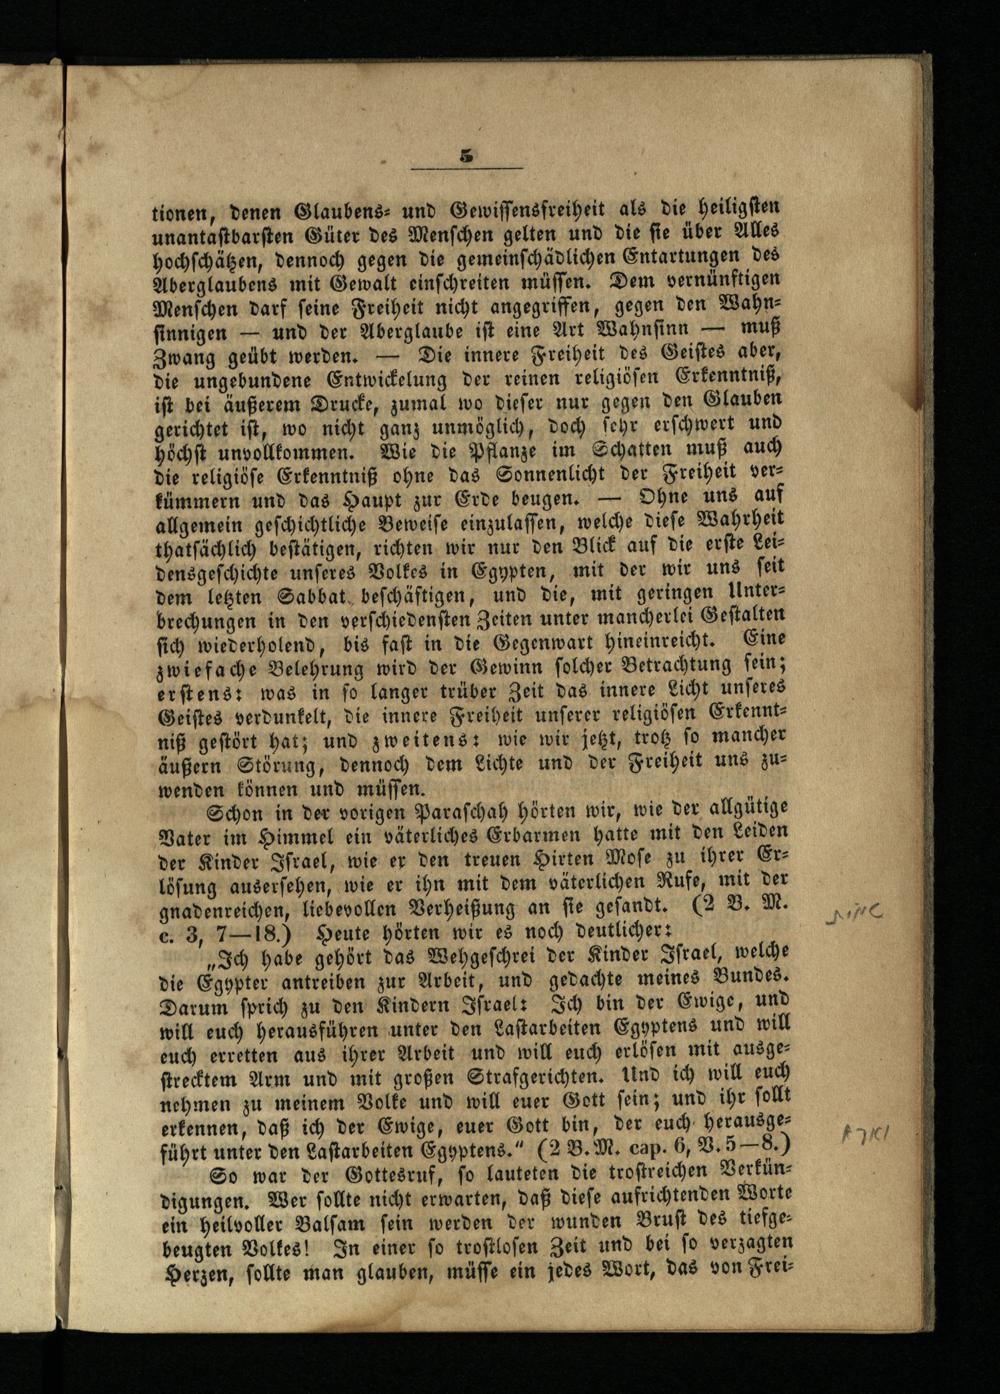 5
tionen, denen Glaubens- und Gewissensfreiheit als die heiligsten
unantastbarsten Güter des Menschen gelten und die sie über Alles
hochschätzen, dennoch gegen die gemeinschädlichen Entartungen des
Aberglaubens mit Gewalt einschreiten müssen. Dem vernünftigen
Menschen darf seine Freiheit nicht angegriffen, gegen den Wahn-
sinnigen — und der Aberglaube ist eine Art Wahnsinn — muß
Zwang geübt werden. — Die innere Freiheit des Geistes aber,
die ungebundene Entwickelung der reinen religiösen Erkenntniß,
ist bei äußerem Drucke, zumal wo dieser nur gegen den Glauben
gerichtet ist, wo nicht ganz unmöglich, doch sehr erschwert und
höchst unvollkommen. Wie die Pflanze im Schatten muß auch
die religiöse Erkenntniß ohne das Sonnenlicht der Freiheit ver-
kümmern und das Haupt zur Erde beugen. — Ohne uns auf
allgemein geschichtliche Beweise einzulassen, welche diese Wahrheit
thatsächlich bestätigen, richten wir nur den Blick auf die erste Lei-
densgeschichte unseres Volkes in Egypten, mit der wir uns seit
dem letzten Sabbat beschäftigen, und die, mit geringen Unter-
brechungen in den verschiedensten Zeiten unter mancherlei Gestalten
sich wiederholend, bis fast in die Gegenwart hineinreicht. Eine
zwiefache Belehrung wird der Gewinn solcher Betrachtung sein;
erstens: was in so langer trüber Zeit das innere Licht unseres
Geistes verdunkelt, die innere Freiheit unserer religiösen Erkennt-
niß gestört hat; und zweitens: wie wir jetzt, trotz so mancher
äußern Störung, dennoch dem Lichte und der Freiheit uns zu-
wenden können und müssen.
Schon in der vorigen Paraschah hörten wir, wie der allgütige
Vater im Himmel ein väterliches Erbarmen hatte mit den Leiden
der Kinder Israel, wie er den treuen Hirten Mose zu ihrer Er-
lösung ausersehen, wie er ihn mit dem väterlichen Rufe, mit der
gnadenreichen, liebevollen Verheißung an sie gesandt. (2 B. M.
c. 3, 7—18.) Heute hörten wir es noch deutlicher:
„Ich habe gehört das Wehgeschrei der Kinder Israel, welche
die Egypter antreiben zur Arbeit, und gedachte meines Bundes.
Darum sprich zu den Kindern Israel: Ich bin der Ewige, und
will euch herausführen unter den Lastarbeiten Egyptens und will
euch erretten aus ihrer Arbeit und will euch erlösen mit ausge-
strecktem Arm und mit großen Strafgerichten. Und ich will euch
nehmen zu meinem Volke und will euer Gott sein; und ihr sollt
erkennen, daß ich der Ewige, euer Gott bin, der euch herausge-
führt unter den Lastarbeiten Egyptens.“ (2 B. M. cap. 6, V. 5—8.)
So war der Gottesruf, so lauteten die trostreichen Verkün-
digungen. Wer sollte nicht erwarten, daß diese aufrichtenden Worte
ein heilvoller Balsam sein werden der wunden Brust des tiefge-
beugten Volkes! In einer so trostlosen Zeit und bei so verzagten
Herzen, sollte man glauben, müsse ein jedes Wort, das von Frei-